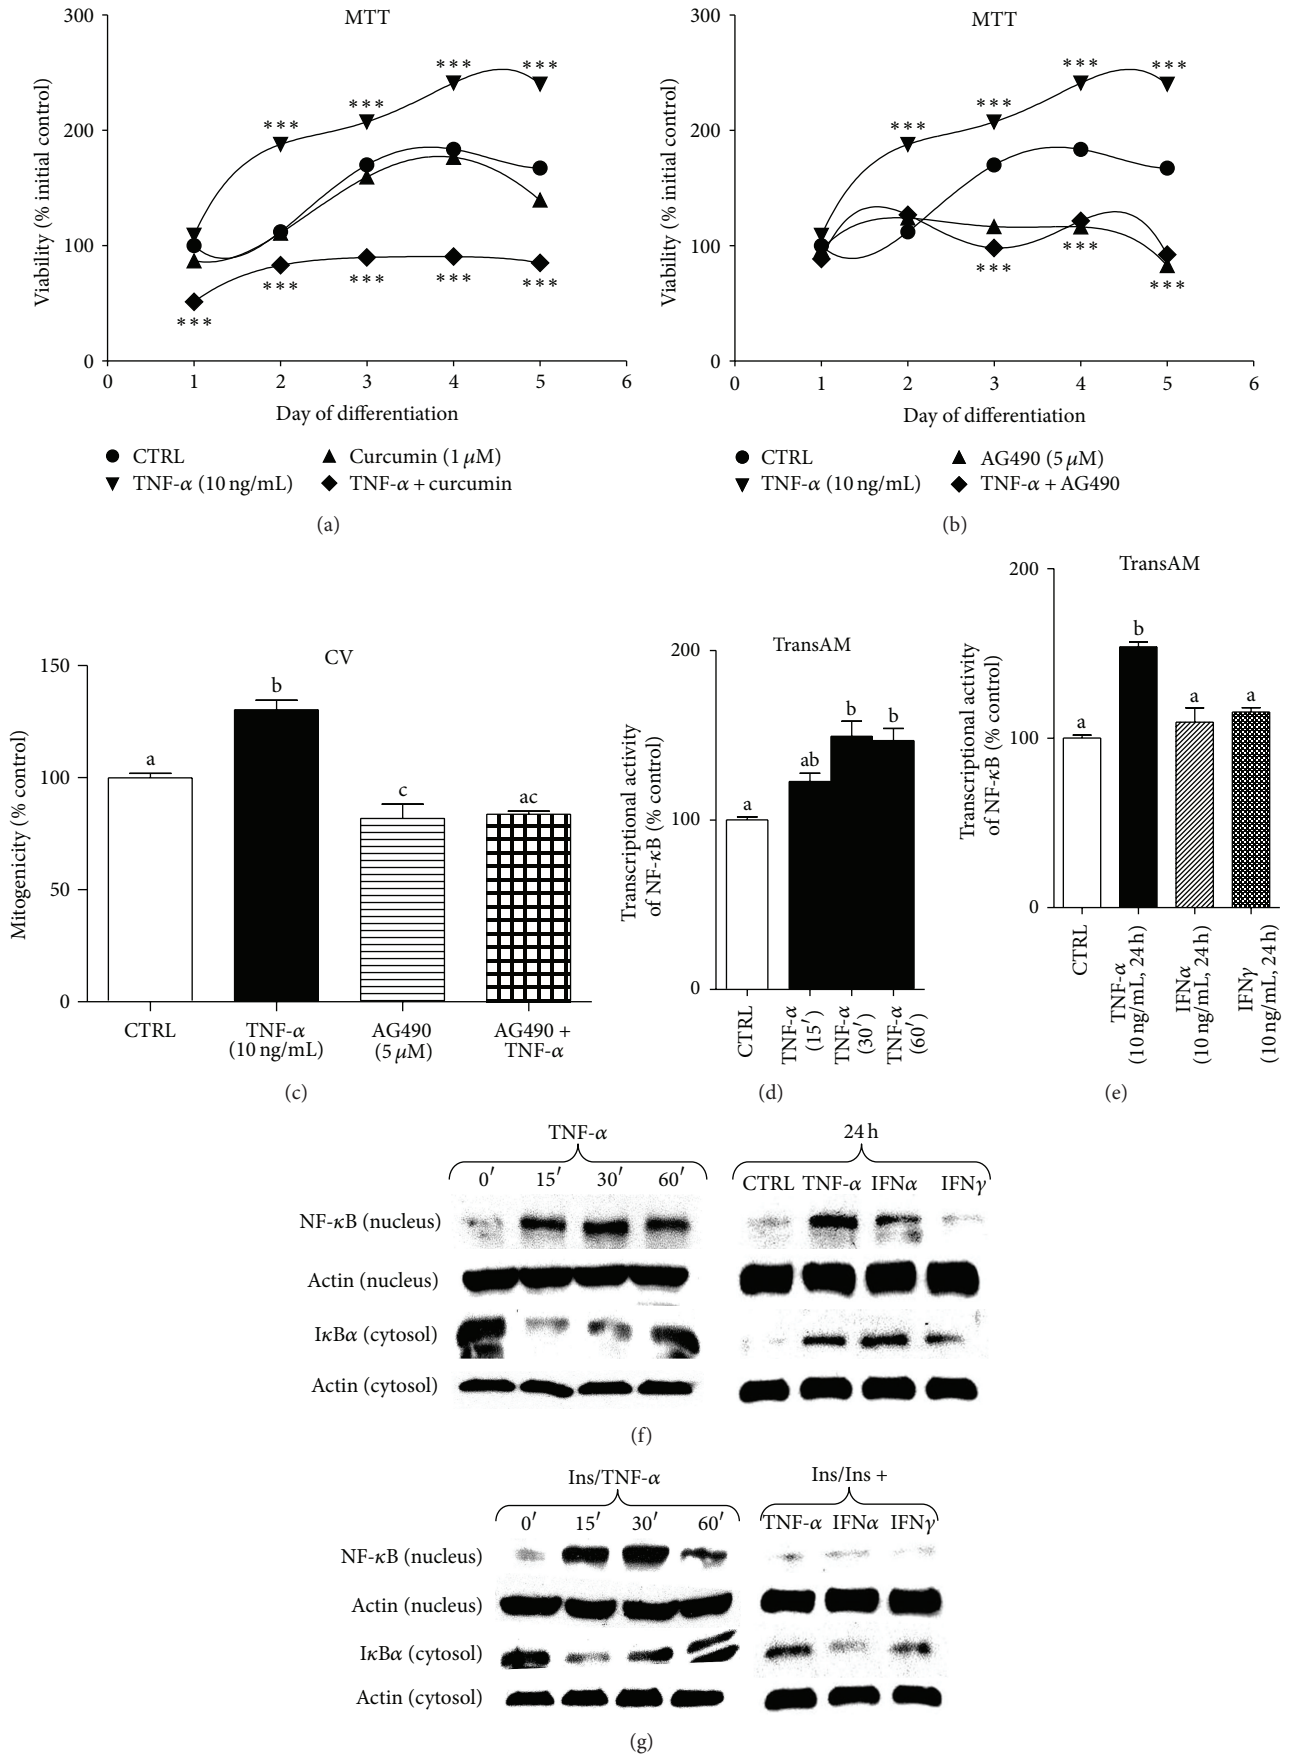 MTT
300
200
100
0
Viability (% initial control)
*** *** *** ***
*** *** *** *** ***
0 1 2 3 4 5 6
Day of differentiation
CTRL
TNF-α (10 ng/mL)
Curcumin (1 μM)
TNF-α + curcumin
(a)
MTT
300
200
100
0
Viability (% initial control)
*** *** *** ***
*** *** ***
0 1 2 3 4 5 6
Day of differentiation
CTRL
TNF-α (10 ng/mL)
AG490 (5 μM)
TNF-α + AG490
(b)
CV
150
100
50
0
Mitogenicity (% control)
a b c ac
CTRL
TNF-α
(10 ng/mL)
AG490
(5 μM)
AG490 +
TNF-α
(c)
TransAM
200
100
0
Transcriptional activity
of NF-κB (% control)
a ab b b
CTRL
TNF-α
(15′)
TNF-α
(30′)
TNF-α
(60′)
(d)
TransAM
200
100
0
Transcriptional activity
of NF-κB (% control)
a b a a
CTRL
TNF-α
(10 ng/mL, 24 h)
IFNα
(10 ng/mL, 24 h)
IFNγ
(10 ng/mL, 24 h)
(e)
TNF-α
0′ 15′ 30′ 60′
24 h
CTRL TNF-α IFNα IFNγ
NF-κB (nucleus)
Actin (nucleus)
IκBα (cytosol)
Actin (cytosol)
(f)
Ins/TNF-α
0′ 15′ 30′ 60′
Ins/Ins +
TNF-α IFNα IFNγ
NF-κB (nucleus)
Actin (nucleus)
IκBα (cytosol)
Actin (cytosol)
(g)